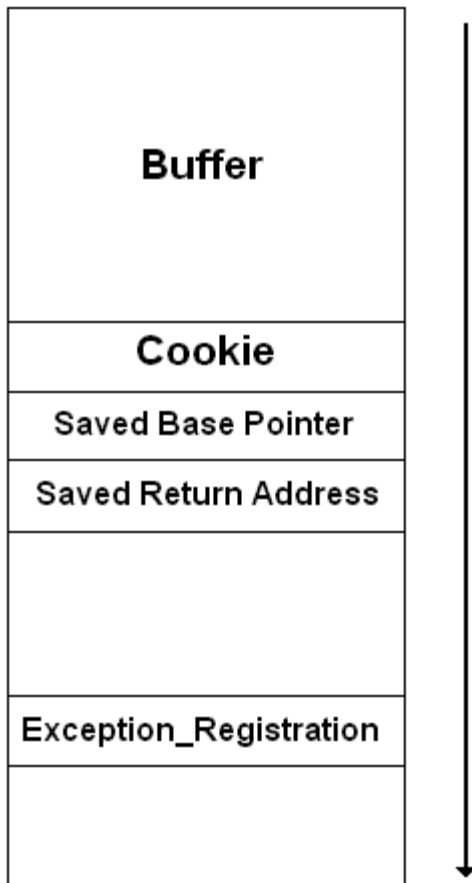 Buffer
Cookie
Saved Base Pointer
Saved Return Address
Exception_Registration